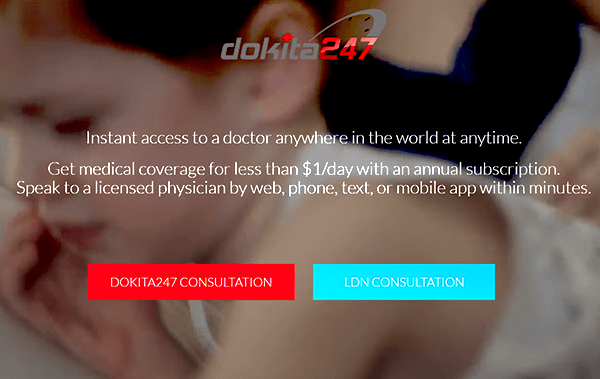 dokita247
Instant access to a doctor anywhere in the world at anytime.
Get medical coverage for less than $1/day with an annual subscription.
Speak to a licensed physician by web, phone, text, or mobile app within minutes.
DOKITA247 CONSULTATION
LDN CONSULTATION